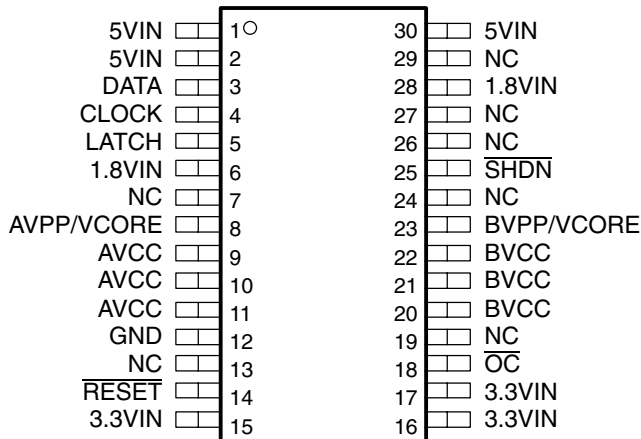 5VIN 1 30 5VIN
5VIN 2 29 NC
DATA 3 28 1.8VIN
CLOCK 4 27 NC
LATCH 5 26 NC
1.8VIN 6 25 SHDN
NC 7 24 NC
AVPP/VCORE 8 23 BVPP/VCORE
AVCC 9 22 BVCC
AVCC 10 21 BVCC
AVCC 11 20 BVCC
GND 12 19 NC
NC 13 18 OC
RESET 14 17 3.3VIN
3.3VIN 15 16 3.3VIN